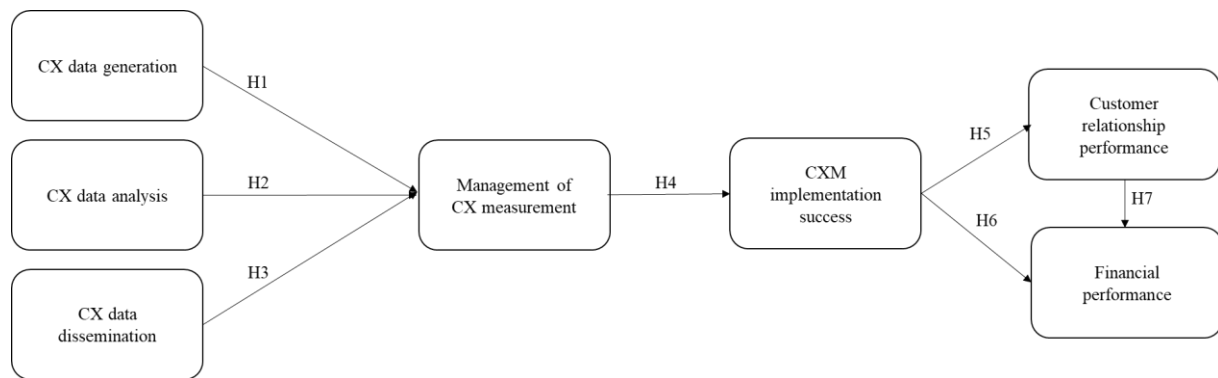 CX data generation
H1
CX data analysis
H2
CX data
dissemination
H3
Management of
CX measurement
H4
CXM
implementation
success
H5
H6
Customer
relationship
performance
H7
Financial
performance